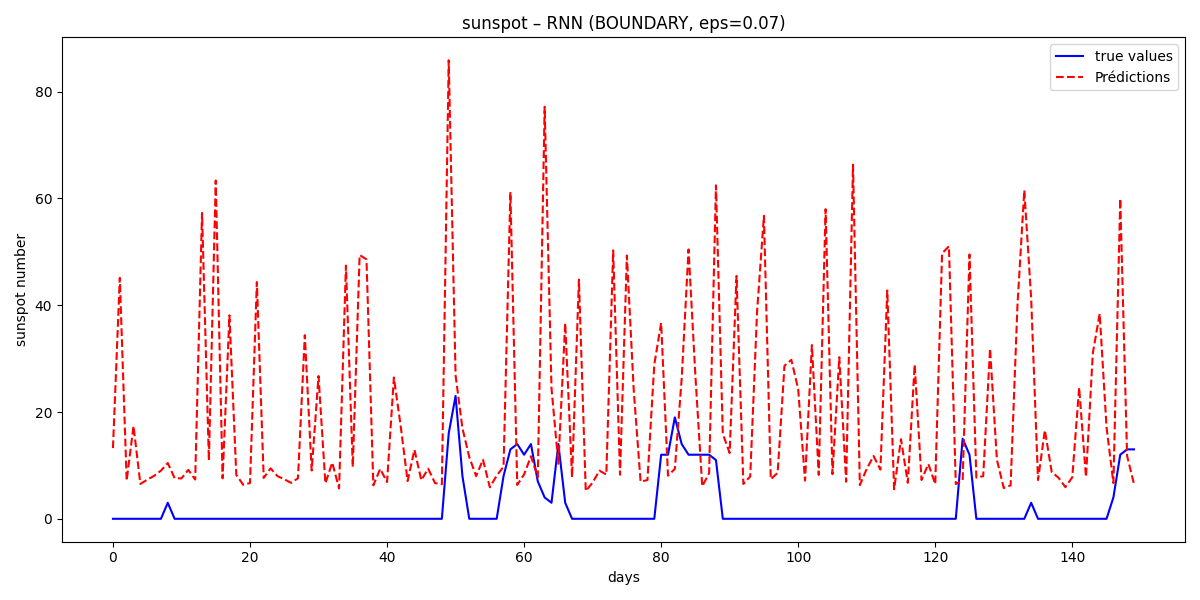 sunspot – RNN (BOUNDARY, eps=0.07)
true values
Prédictions
sunspot number
80
60
40
20
0
0 20 40 60 80 100 120 140
days